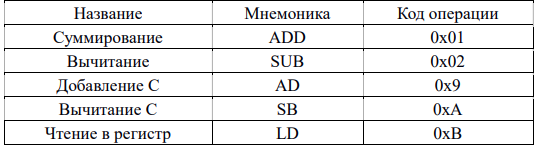 Название Мнемоника Код операции
Суммирование ADD 0x01
Вычитание SUB 0x02
Добавление С AD 0x9
Вычитание С SB 0xA
Чтение в регистр LD 0xB